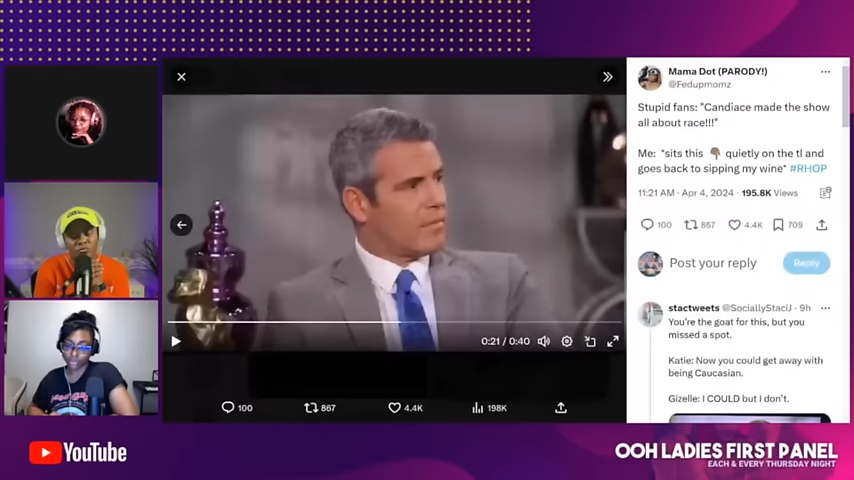 Mama Dot (PARODY!)
@Fedupmomz
Stupid fans: "Candiace made the show
all about race!!!"
Me: *sits this 👇🏽 quietly on the tl and
goes back to sipping my wine* #RHOP
11:21 AM · Apr 4, 2024 · 195.8K Views
100 867 4.4K 709
Post your reply
Reply
stactweets @SociallyStaciJ · 9h
You're the goat for this, but you
missed a spot.
Katie: Now you could get away with
being Caucasian.
Gizelle: I COULD but I don't.
0:21 / 0:40
100 867 4.4K 198K
YouTube
OOH LADIES FIRST PANEL
EACH & EVERY THURSDAY NIGHT